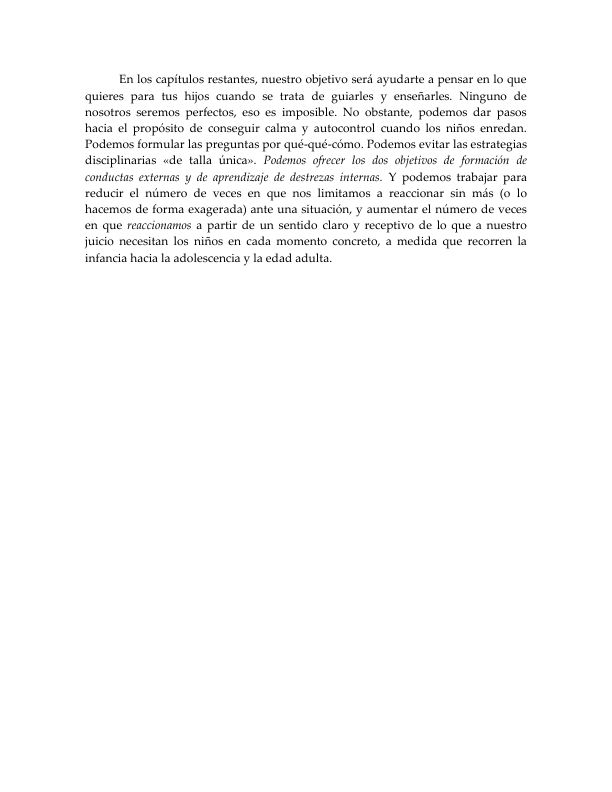 En los capítulos restantes, nuestro objetivo será ayudarte a pensar en lo que
quieres para tus hijos cuando se trata de guiarles y enseñarles. Ninguno de
nosotros seremos perfectos, eso es imposible. No obstante, podemos dar pasos
hacia el propósito de conseguir calma y autocontrol cuando los niños enredan.
Podemos formular las preguntas por qué-qué-cómo. Podemos evitar las estrategias
disciplinarias «de talla única». Podemos ofrecer los dos objetivos de formación de
conductas externas y de aprendizaje de destrezas internas. Y podemos trabajar para
reducir el número de veces en que nos limitamos a reaccionar sin más (o lo
hacemos de forma exagerada) ante una situación, y aumentar el número de veces
en que reaccionamos a partir de un sentido claro y receptivo de lo que a nuestro
juicio necesitan los niños en cada momento concreto, a medida que recorren la
infancia hacia la adolescencia y la edad adulta.